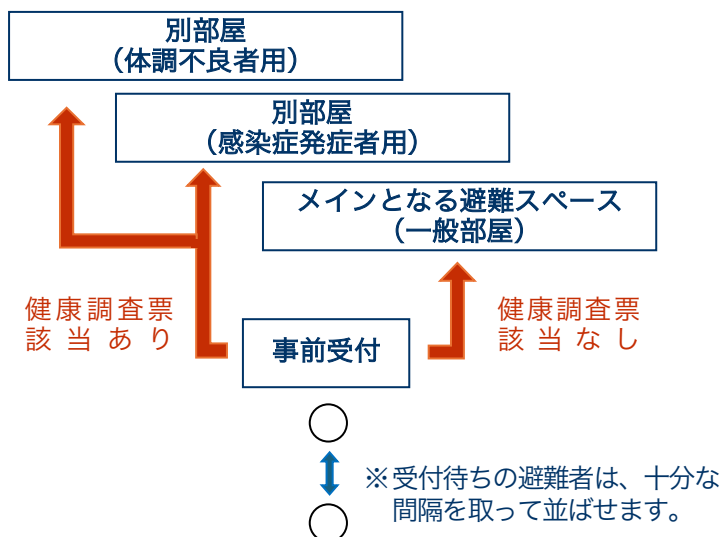 別部屋
（体調不良者用）
別部屋
（感染症発症者用）
メインとなる避難スペース
（一般部屋）
健康調査票
該当あり
健康調査票
該当なし
事前受付
※受付待ちの避難者は、十分な
間隔を取って並ばせます。